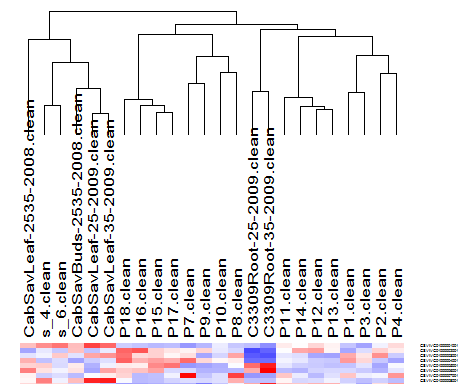 CabSavLeaf-2535-2008.clean
s_4.clean
s_6.clean
CabSavBuds-2535-2008.clean
CabSavLeaf-25-2009.clean
CabSavLeaf-35-2009.clean
P18.clean
P16.clean
P15.clean
P17.clean
P7.clean
P9.clean
P10.clean
P8.clean
C3309Root-25-2009.clean
C3309Root-35-2009.clean
P11.clean
P14.clean
P12.clean
P13.clean
P1.clean
P3.clean
P2.clean
P4.clean